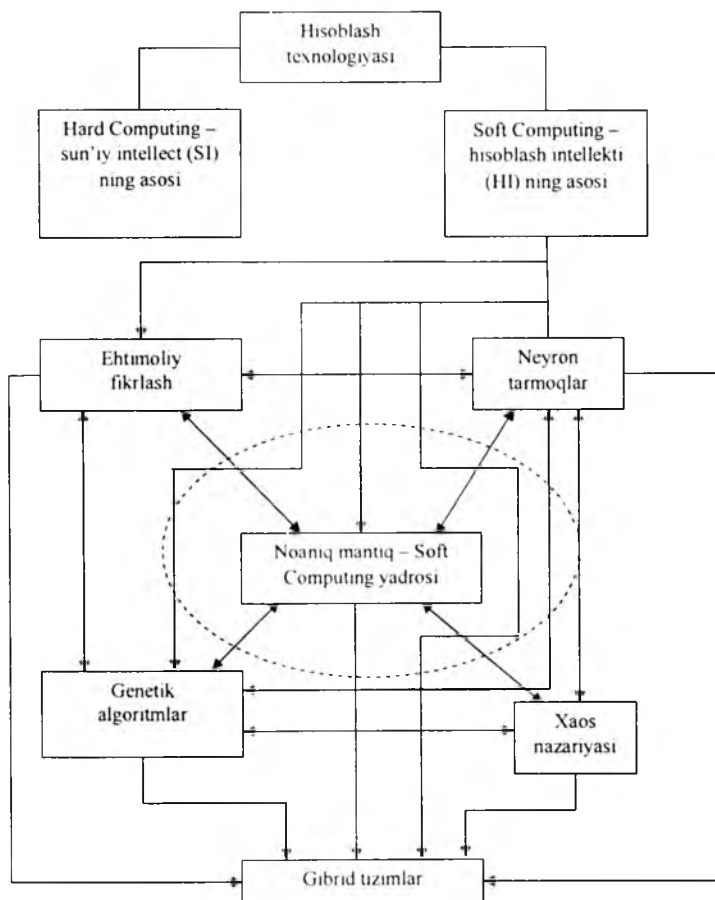 Hisoblash
texnologiyasi
Hard Computing –
sun'iy intellect (SI)
ning asosi
Soft Computing –
hisoblash intellekti
(HI) ning asosi
Ehtimoliy
fikrlash
Neyron
tarmoqlar
Noaniq mantiq – Soft
Computing yadrosi
Genetik
algoritmlar
Xaos
nazariyasi
Gibrid tizimlar